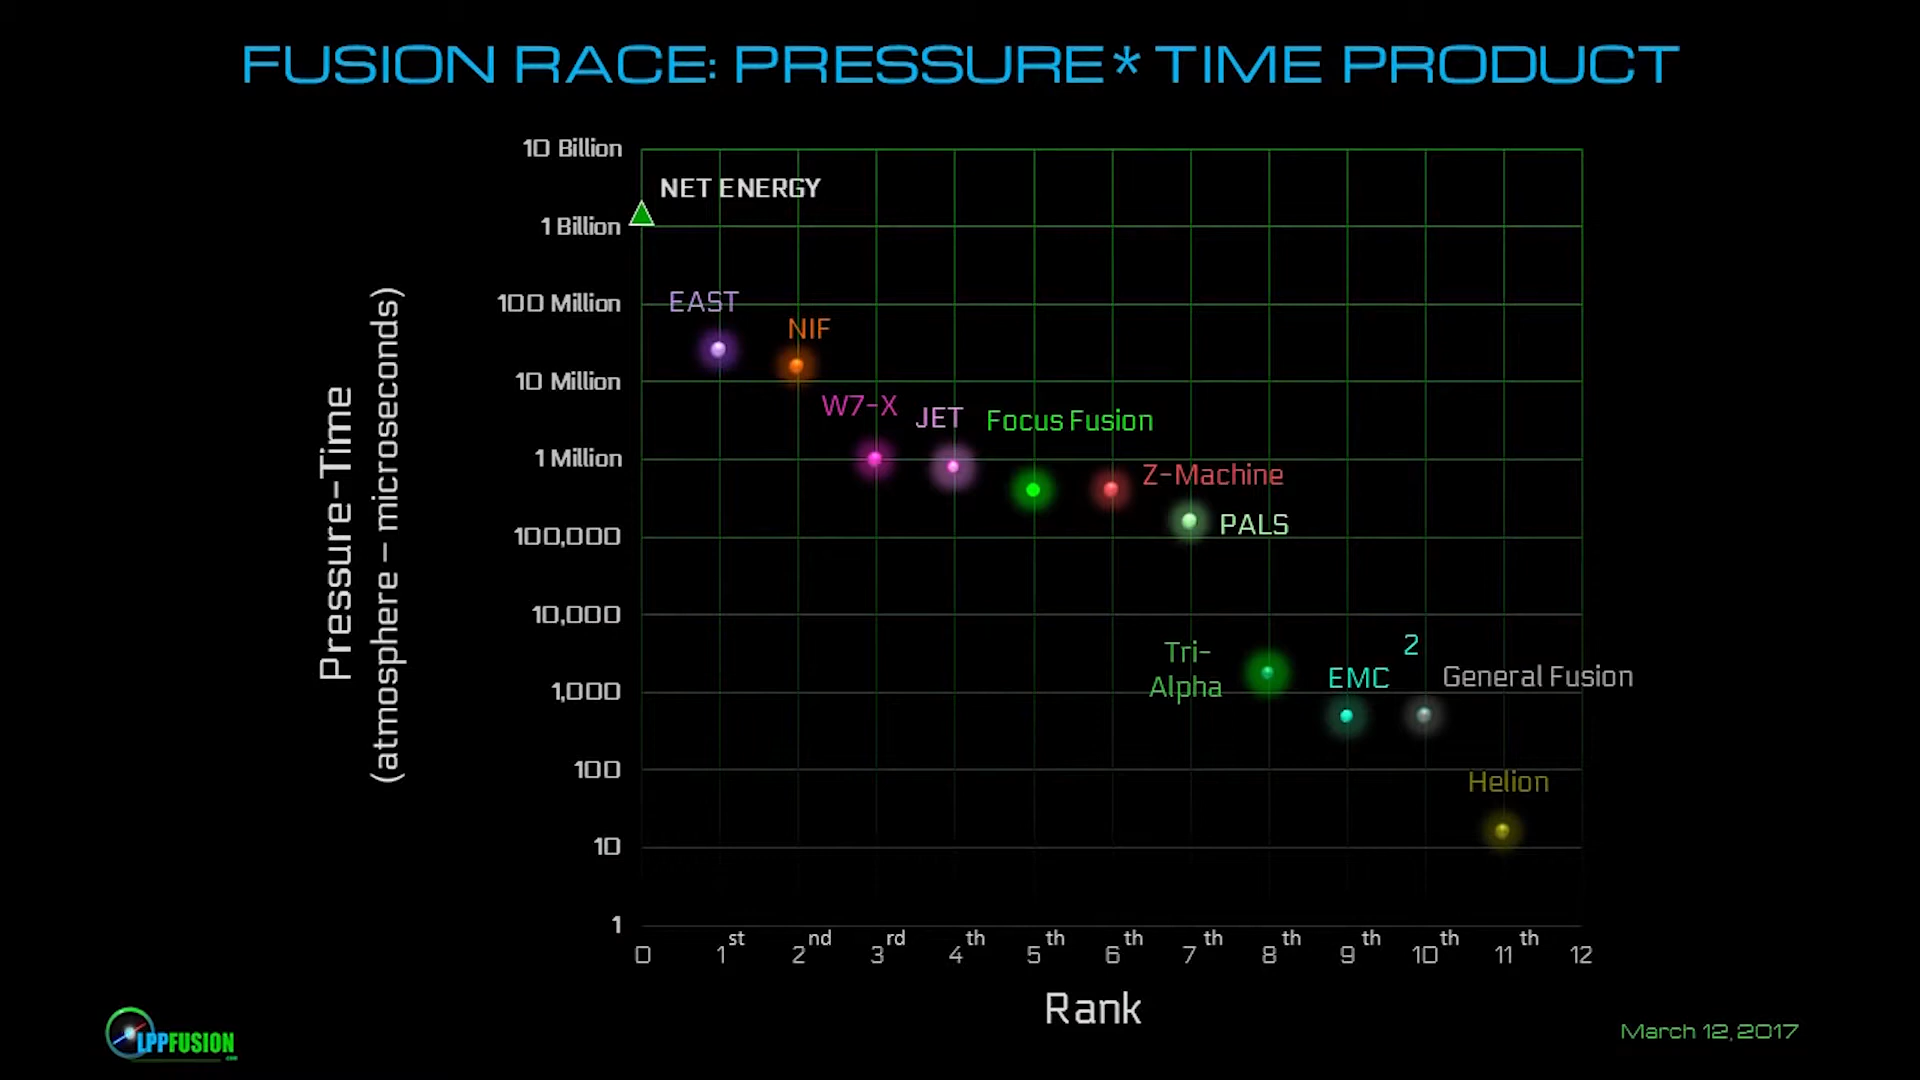 FUSION RACE: PRESSURE* TIME PRODUCT
10 Billion
NET ENERGY
1 Billion
100 Million
EAST
NIF
10 Million
W7-X
JET
Focus Fusion
1 Million
Z-Machine
PALS
100,000
10,000
Tri-
Alpha
EMC 2
General Fusion
1,000
100
Helion
10
1
Pressure-Time
(atmosphere - microseconds)
0 1st 2nd 3rd 4th 5th 6th 7th 8th 9th 10th 11th 12
Rank
LPPFUSION
.com
March 12, 2017